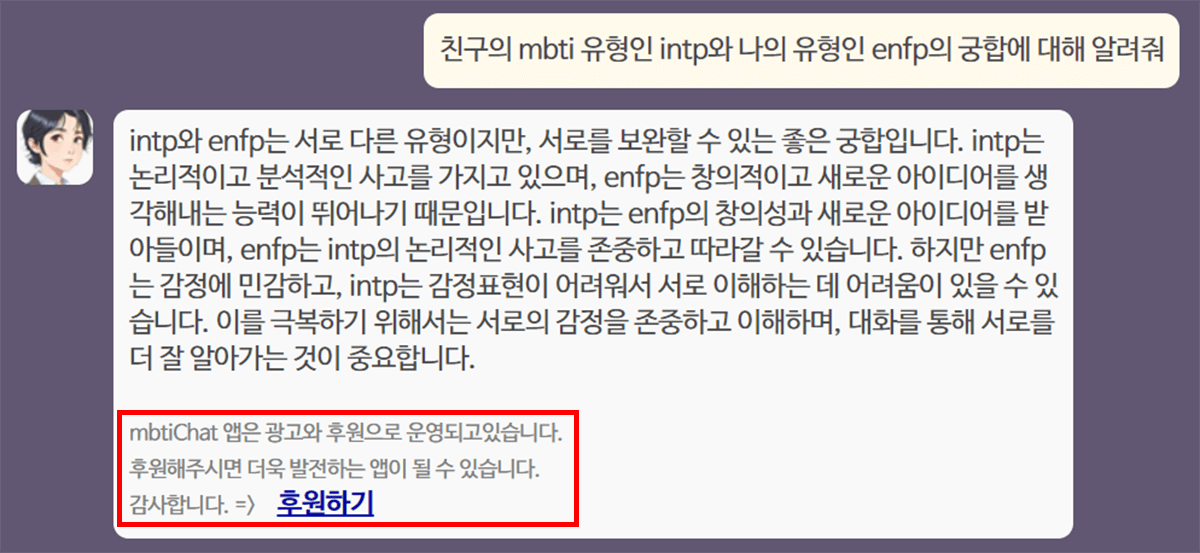 친구의 mbti 유형인 intp와 나의 유형인 enfp의 궁합에 대해 알려줘
intp와 enfp는 서로 다른 유형이지만, 서로를 보완할 수 있는 좋은 궁합입니다. intp는
논리적이고 분석적인 사고를 가지고 있으며, enfp는 창의적이고 새로운 아이디어를 생
각해내는 능력이 뛰어나기 때문입니다. intp는 enfp의 창의성과 새로운 아이디어를 받
아들이며, enfp는 intp의 논리적인 사고를 존중하고 따라갈 수 있습니다. 하지만 enfp
는 감정에 민감하고, intp는 감정표현이 어려워서 서로 이해하는 데 어려움이 있을 수 있
습니다. 이를 극복하기 위해서는 서로의 감정을 존중하고 이해하며, 대화를 통해 서로를
더 잘 알아가는 것이 중요합니다.
mbtiChat 앱은 광고와 후원으로 운영되고있습니다.
후원해주시면 더욱 발전하는 앱이 될 수 있습니다.
감사합니다. =〉 후원하기